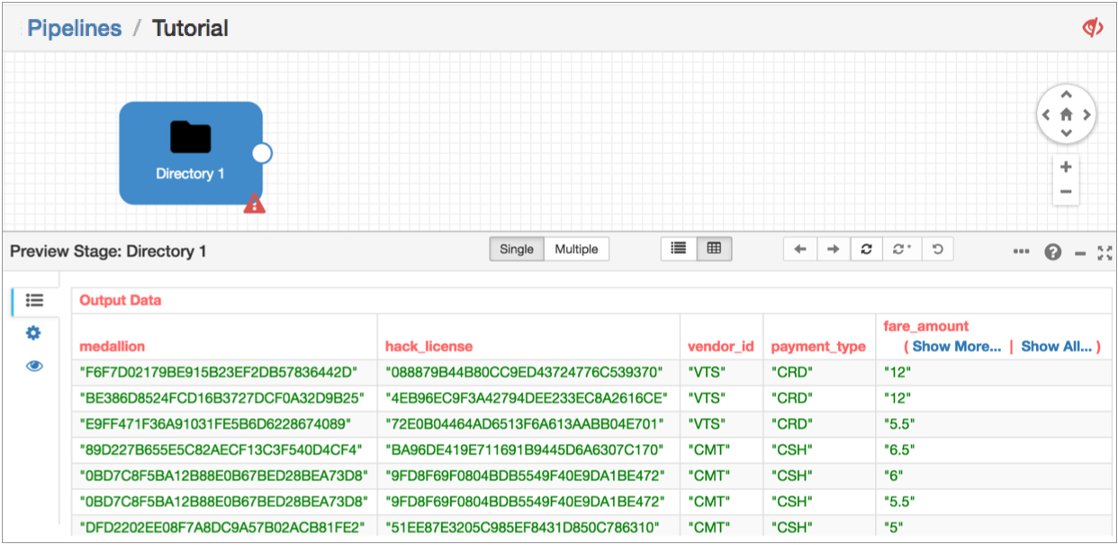 Pipelines / Tutorial
Directory 1
Preview Stage: Directory 1 Single Multiple
Output Data
medallion hack_license vendor_id payment_type fare_amount
( Show More... | Show All... )
"F6F7D02179BE915B23EF2DB57836442D" "088879B44B80CC9ED43724776C539370" "VTS" "CRD" "12"
"BE386D8524FCD16B3727DCF0A32D9B25" "4EB96EC9F3A42794DEE233EC8A2616CE" "VTS" "CRD" "12"
"E9FF471F36A91031FE5B6D6228674089" "72E0B04464AD6513F6A613AABB04E701" "VTS" "CRD" "5.5"
"89D227B655E5C82AECF13C3F540D4CF4" "BA96DE419E711691B9445D6A6307C170" "CMT" "CSH" "6.5"
"0BD7C8F5BA12B88E0B67BED28BEA73D8" "9FD8F69F0804BDB5549F40E9DA1BE472" "CMT" "CSH" "6"
"0BD7C8F5BA12B88E0B67BED28BEA73D8" "9FD8F69F0804BDB5549F40E9DA1BE472" "CMT" "CSH" "5.5"
"DFD2202EE08F7A8DC9A57B02ACB81FE2" "51EE87E3205C985EF8431D850C786310" "CMT" "CSH" "5"